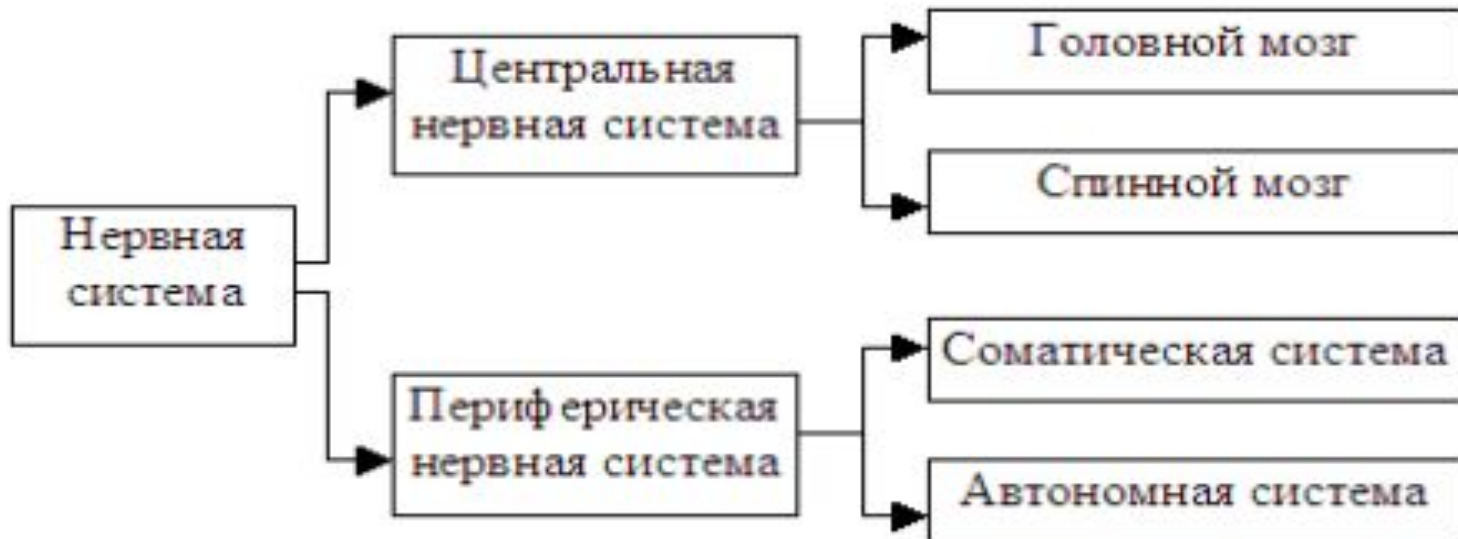 Нервная
система
Центральная
нервная система
Головной мозг
Спинной мозг
Периферическая
нервная система
Соматическая система
Автономная система